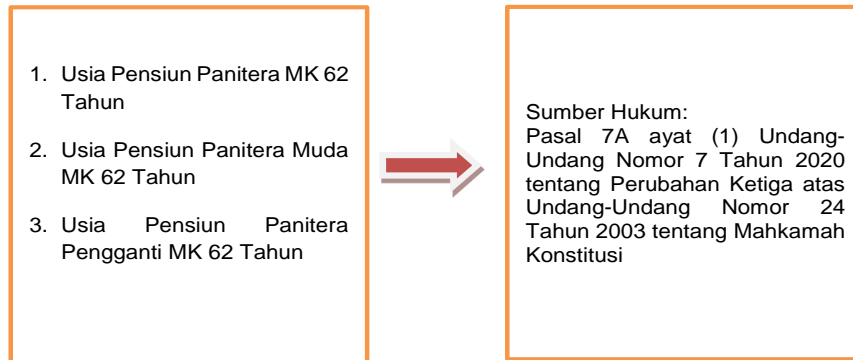 1. Usia Pensiun Panitera MK 62
Tahun
2. Usia Pensiun Panitera Muda
MK 62 Tahun
3. Usia Pensiun Panitera
Pengganti MK 62 Tahun
Sumber Hukum:
Pasal 7A ayat (1) Undang-
Undang Nomor 7 Tahun 2020
tentang Perubahan Ketiga atas
Undang-Undang Nomor 24
Tahun 2003 tentang Mahkamah
Konstitusi